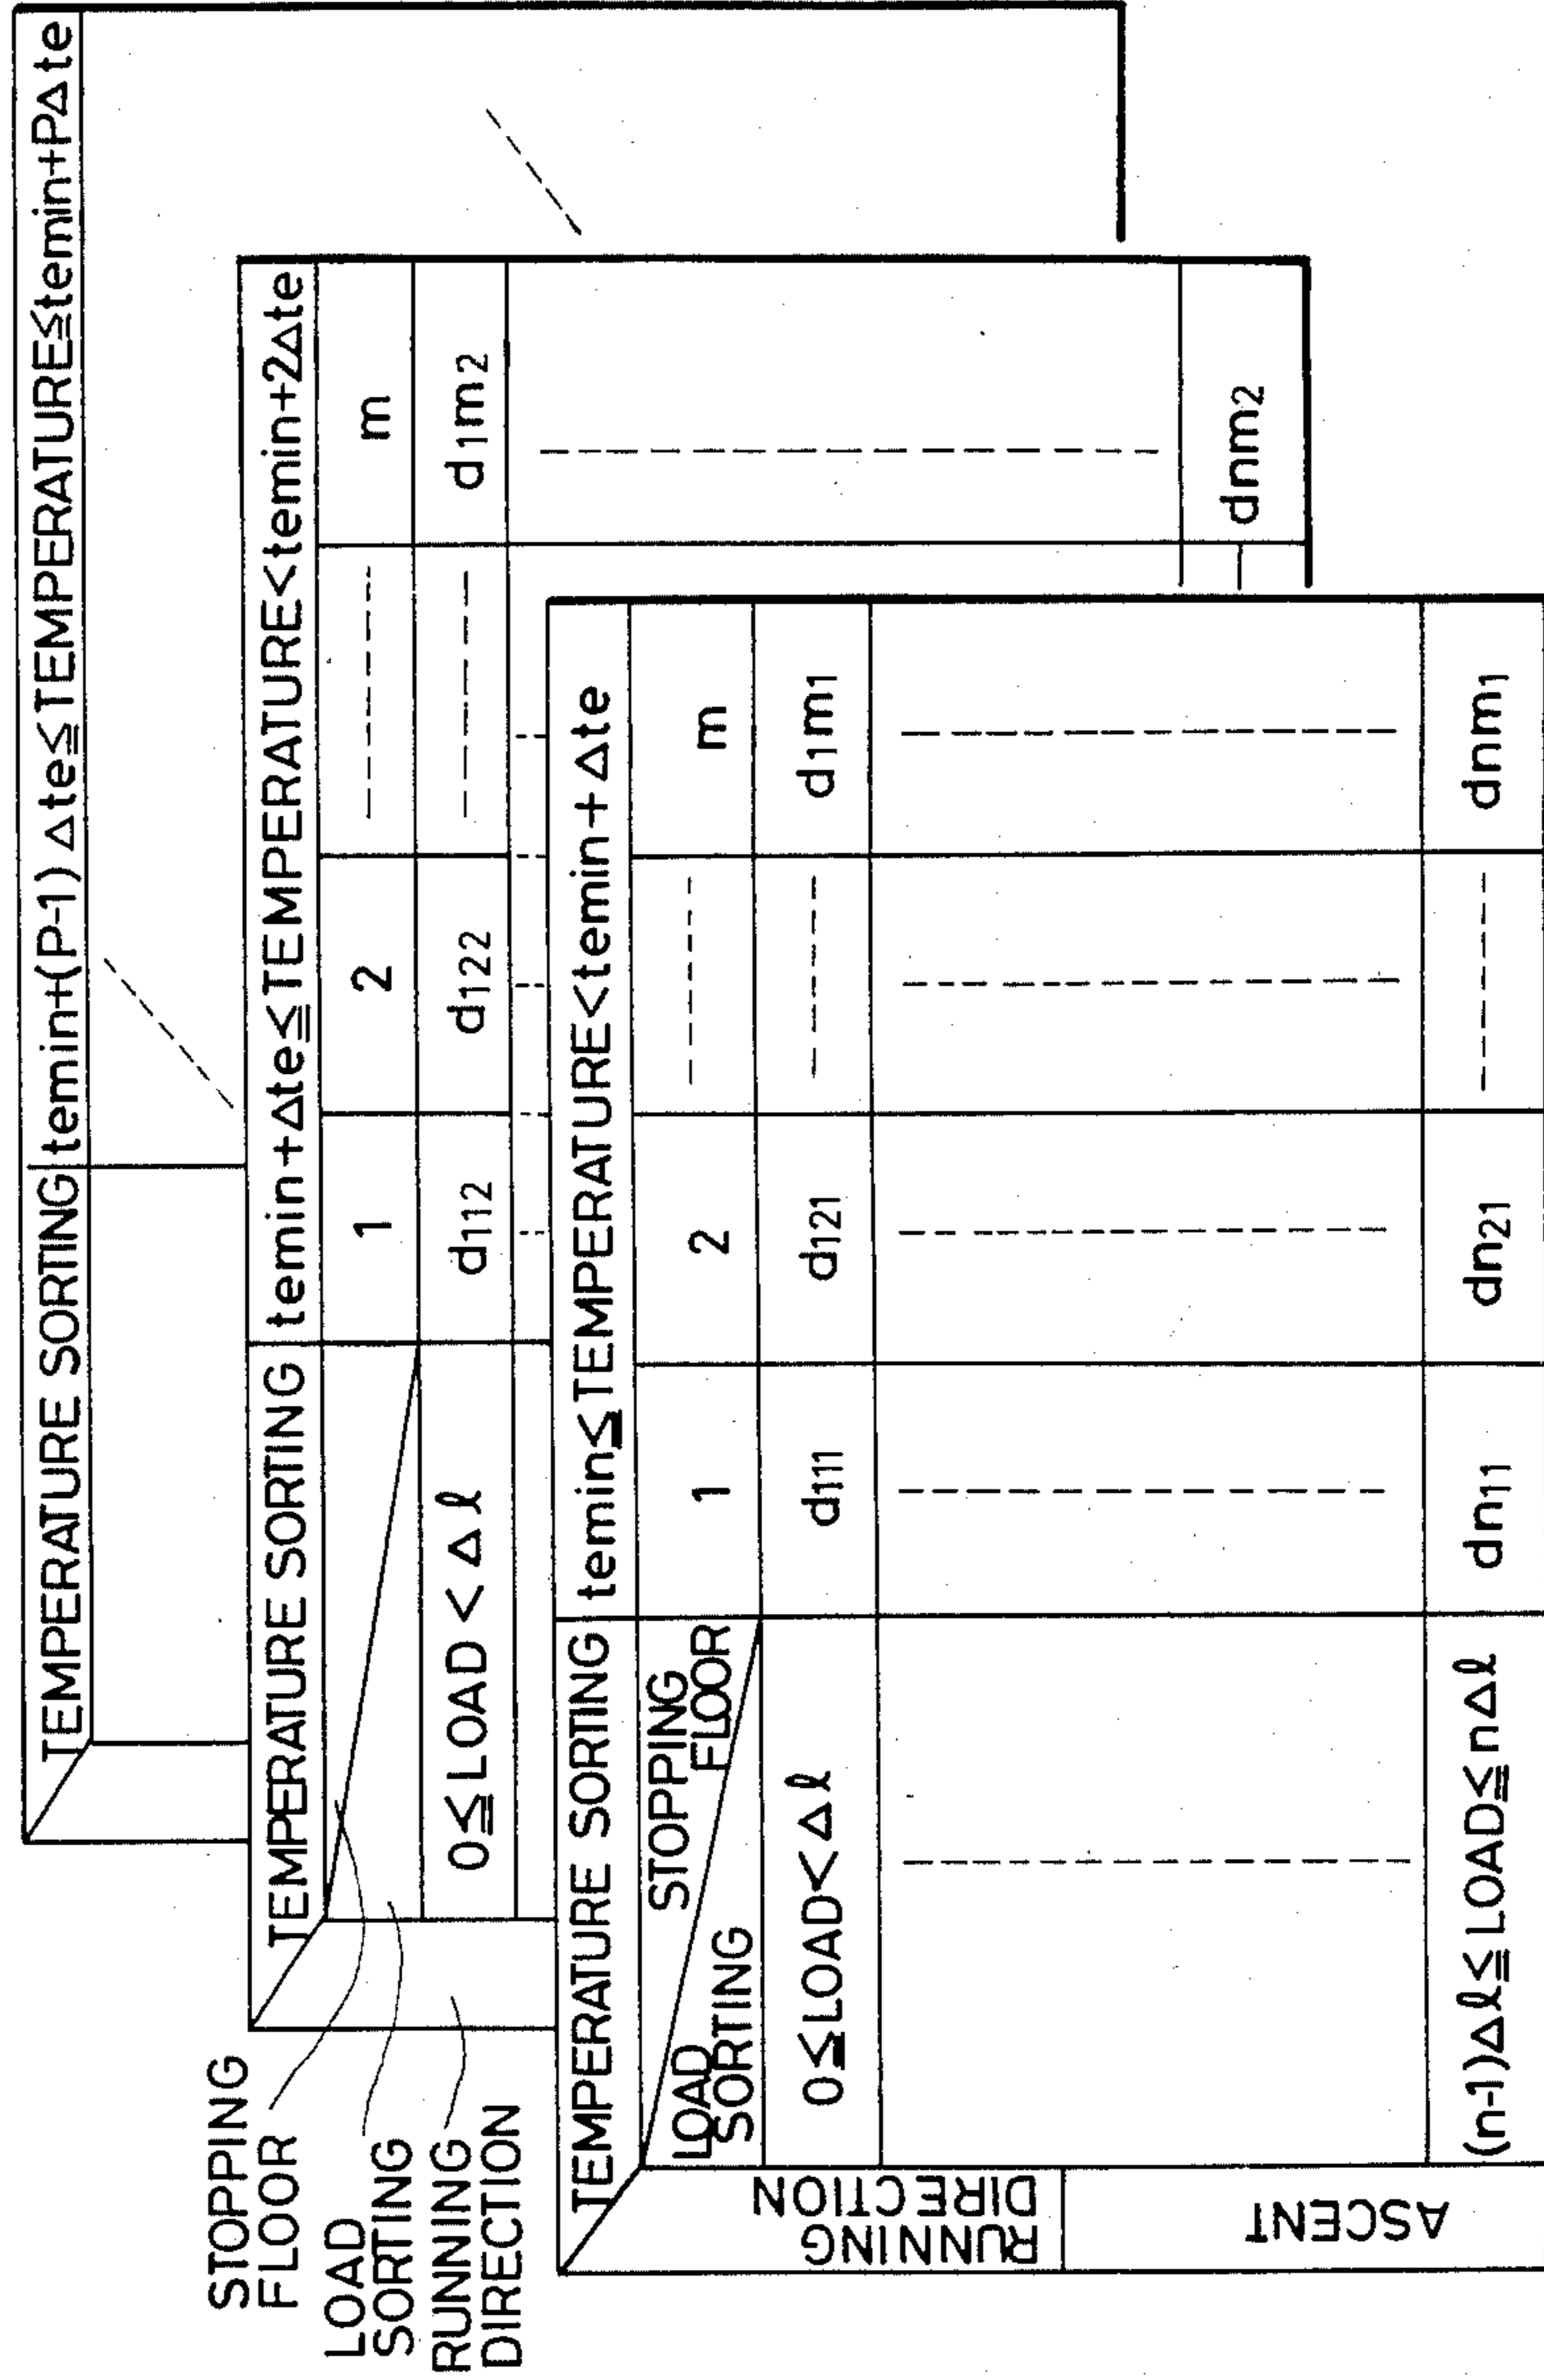 TEMPERATURE SORTING temin+(P-1) Δte≦TEMPERATURE≦temin+PΔte
TEMPERATURE SORTING temin+Δte≦TEMPERATURE<temin+2Δte
1 2 ----- m
0≦LOAD<Δℓ d112 d122 ----- d1m2
dnm2
STOPPING
FLOOR
LOAD
SORTING
RUNNING
DIRECTION
TEMPERATURE SORTING temin≦TEMPERATURE<temin+Δte
STOPPING
FLOOR
LOAD
SORTING
1 2 ----- m
0≦LOAD<Δℓ d111 d121 ----- d1m1
(n-1)Δℓ≦LOAD≦nΔℓ dn11 dn21 ----- dnm1
RUNNING
DIRECTION
ASCENT